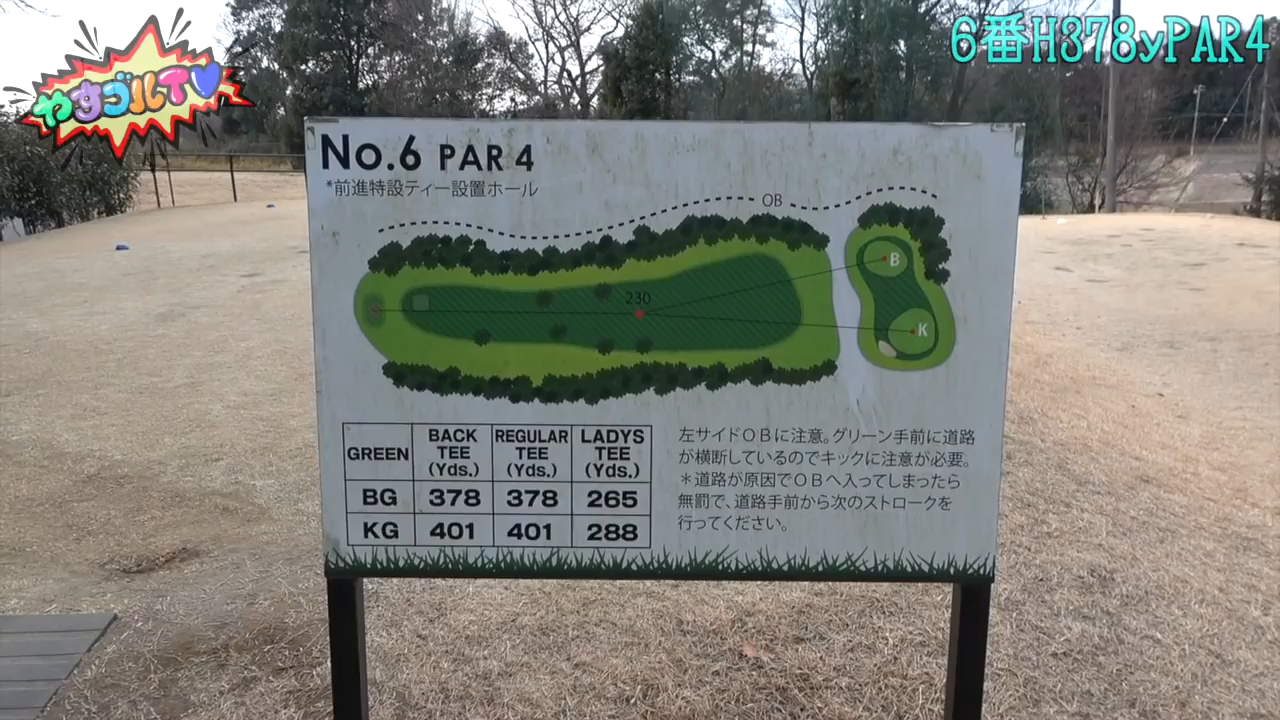 やすゴルTV
6番H378yPAR4
No.6 PAR 4
*前進特設ティー設置ホール
OB
B
230
K
GREEN BACK TEE (Yds.) REGULAR TEE (Yds.) LADYS TEE (Yds.)
BG 378 378 265
KG 401 401 288
左サイドOBに注意。グリーン手前に道路
が横断しているのでキックに注意が必要。
*道路が原因でOBへ入ってしまったら
無罰で、道路手前から次のストロークを
行ってください。